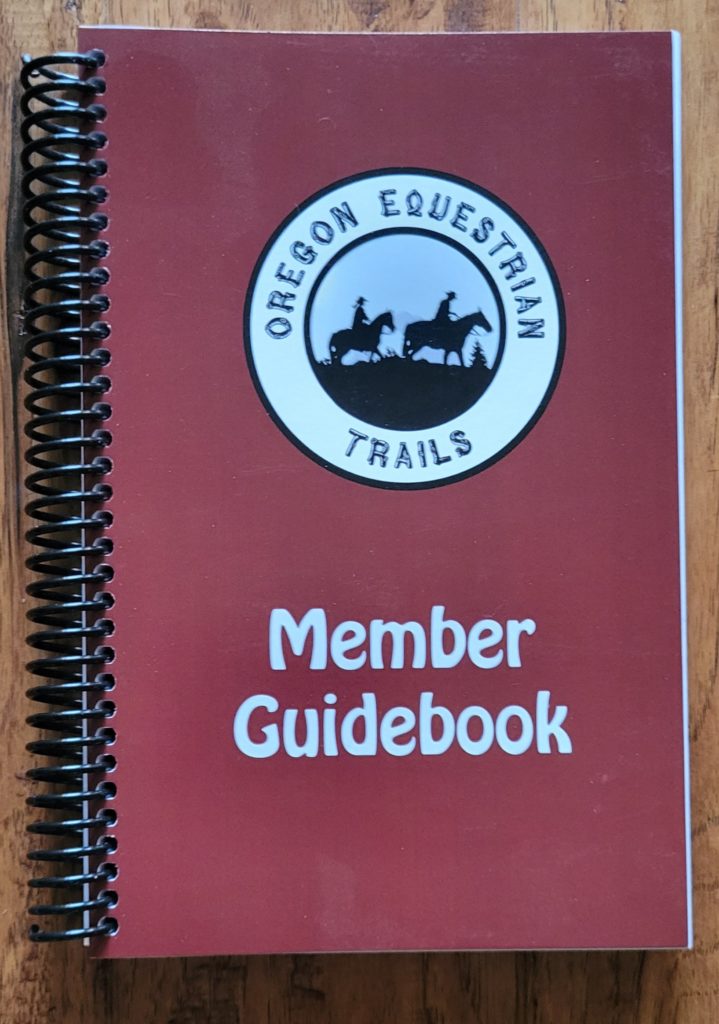 OREGON EQUESTRIAN
TRAILS
Member
Guidebook